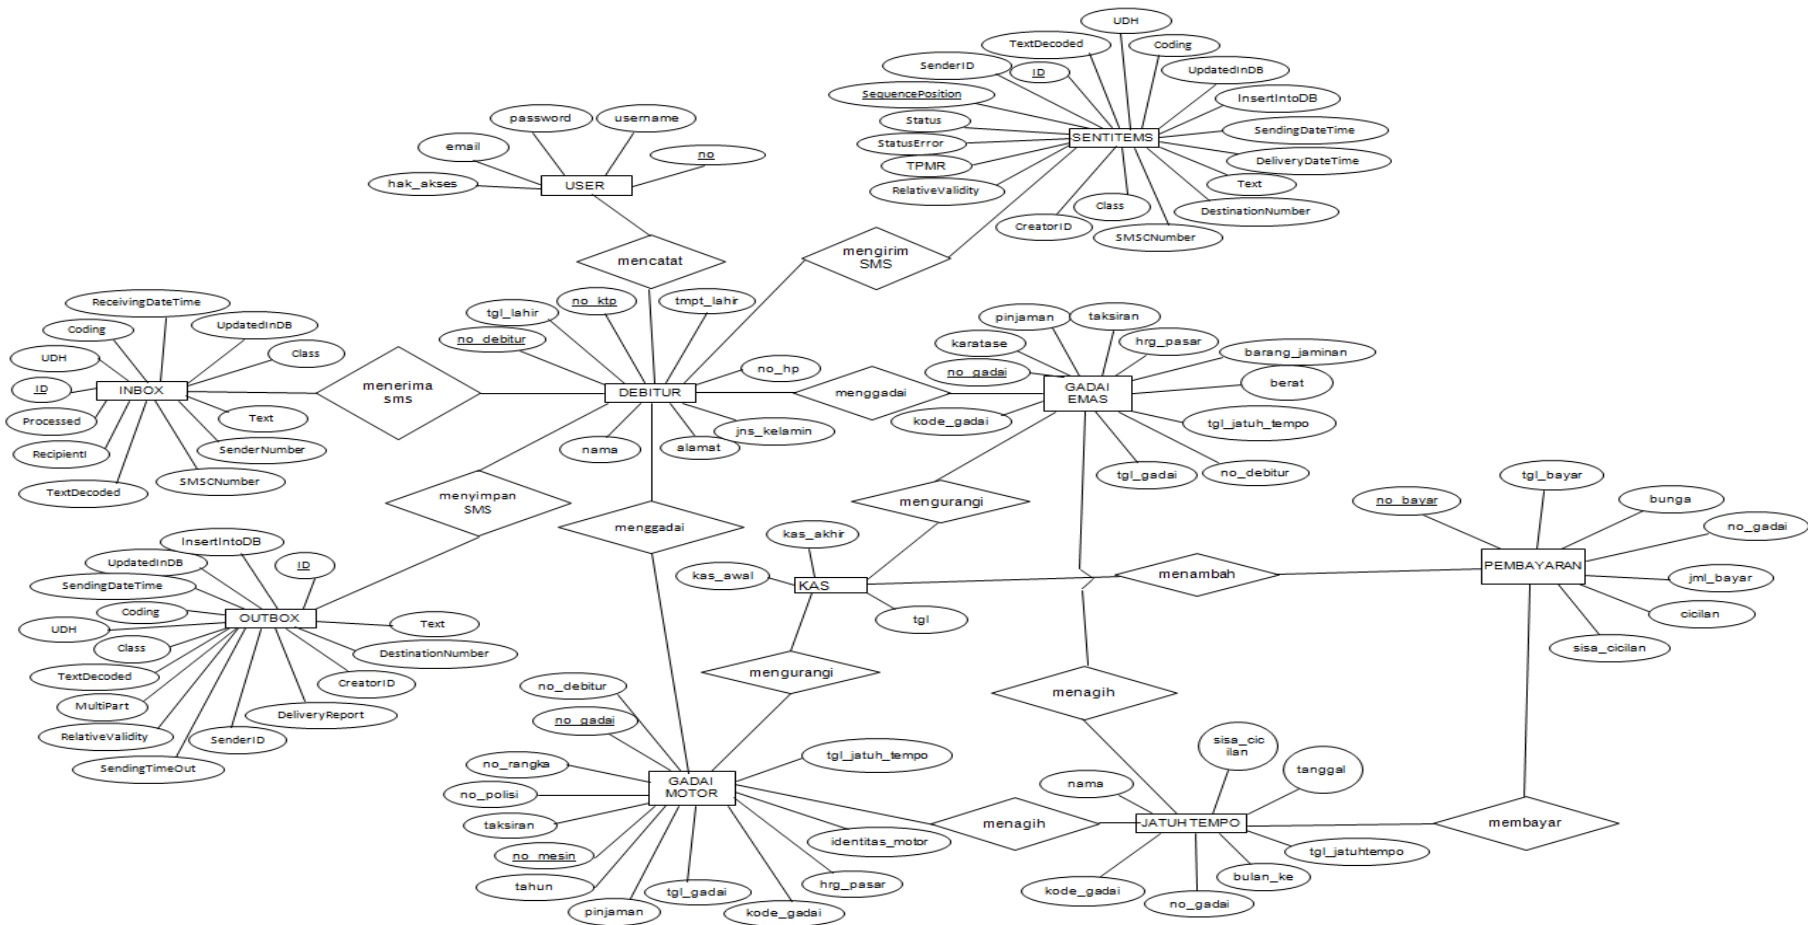 UDH
TextDecoded
Coding
SenderID
ID
UpdatedInDB
SequencePosition
InsertIntoDB
Status
SENTITEMS
SendingDateTime
StatusError
TPMR
DeliveryDateTime
RelativeValidity
Text
Class
DestinationNumber
CreatorID
SMSCNumber
password
username
email
no
hak_akses
USER
mencatat
mengirim
SMS
ReceivingDateTime
Coding
UpdatedInDB
UDH
Class
ID
INBOX
Processed
Text
RecipientI
SenderNumber
TextDecoded
SMSCNumber
menerima
sms
no_ktp
tmpt_lahir
tgl_lahir
no_debitur
no_hp
DEBITUR
nama
alamat
jns_kelamin
menggadai
pinjaman
taksiran
karatase
hrg_pasar
no_gadai
barang_jaminan
GADAI
EMAS
berat
kode_gadai
tgl_jatuh_tempo
tgl_gadai
no_debitur
menyimpan
SMS
menggadai
mengurangi
tgl_bayar
no_bayar
bunga
no_gadai
PEMBAYARAN
jml_bayar
cicilan
sisa_cicilan
InsertIntoDB
UpdatedInDB
ID
SendingDateTime
Coding
OUTBOX
UDH
Text
Class
DestinationNumber
TextDecoded
CreatorID
MultiPart
DeliveryReport
RelativeValidity
SenderID
SendingTimeOut
kas_akhir
kas_awal
KAS
tgl
menambah
mengurangi
menagih
no_debitur
no_gadai
no_rangka
tgl_jatuh_tempo
no_polisi
GADAI
MOTOR
taksiran
identitas_motor
no_mesin
tahun
hrg_pasar
pinjaman
tgl_gadai
kode_gadai
menagih
sisa_cic
ilan
nama
tanggal
JATUH TEMPO
tgl_jatuhtempo
kode_gadai
bulan_ke
no_gadai
membayar